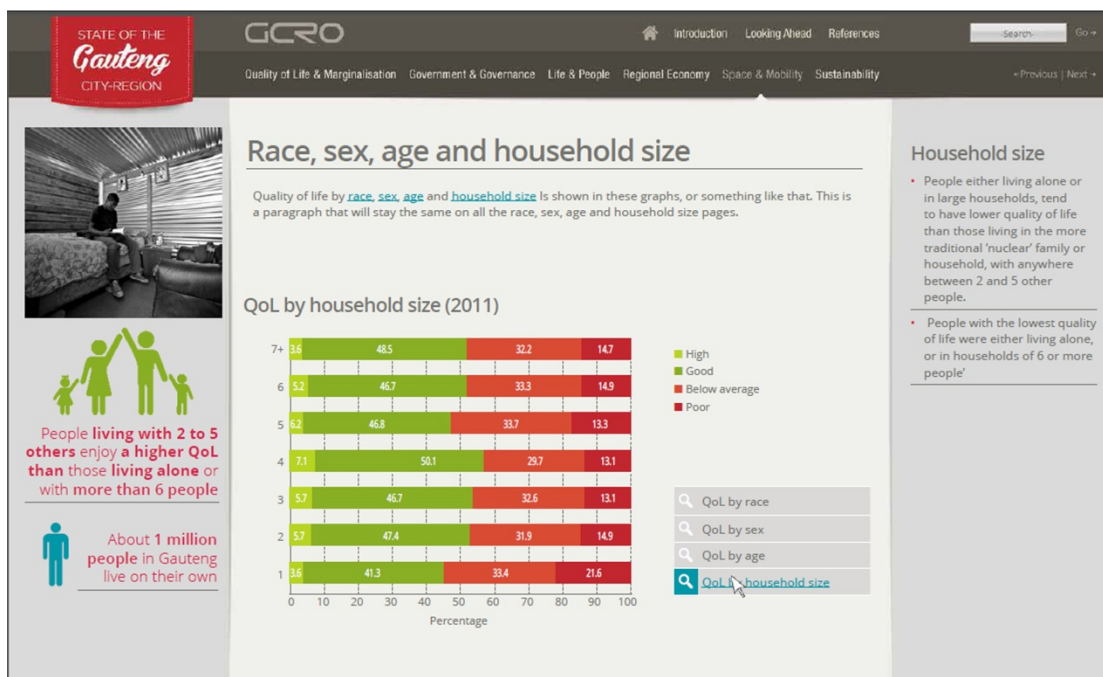 STATE OF THE
Gauteng
CITY-REGION
GCRO
Introduction Looking Ahead References
Search
Go
Quality of Life & Marginalisation Government & Governance Life & People Regional Economy Space & Mobility Sustainability
Previous | Next
Race, sex, age and household size
Quality of life by race, sex, age and household size Is shown in these graphs, or something like that. This is
a paragraph that will stay the same on all the race, sex, age and household size pages.
QoL by household size (2011)
7+ 3.6 48.5 32.2 14.7
6 5.2 46.7 33.3 14.9
5 6.2 46.8 33.7 13.3
4 7.1 50.1 29.7 13.1
3 5.7 46.7 32.6 13.1
2 5.7 47.4 31.9 14.9
1 3.6 41.3 33.4 21.6
0 10 20 30 40 50 60 70 80 90 100
Percentage
High
Good
Below average
Poor
QoL by race
QoL by sex
QoL by age
QoL by household size
People living with 2 to 5
others enjoy a higher QoL
than those living alone or
with more than 6 people
About 1 million
people in Gauteng
live on their own
Household size
• People either living alone or
in large households, tend
to have lower quality of life
than those living in the more
traditional 'nuclear' family or
household, with anywhere
between 2 and 5 other
people.
• People with the lowest quality
of life were either living alone,
or in households of 6 or more
people'